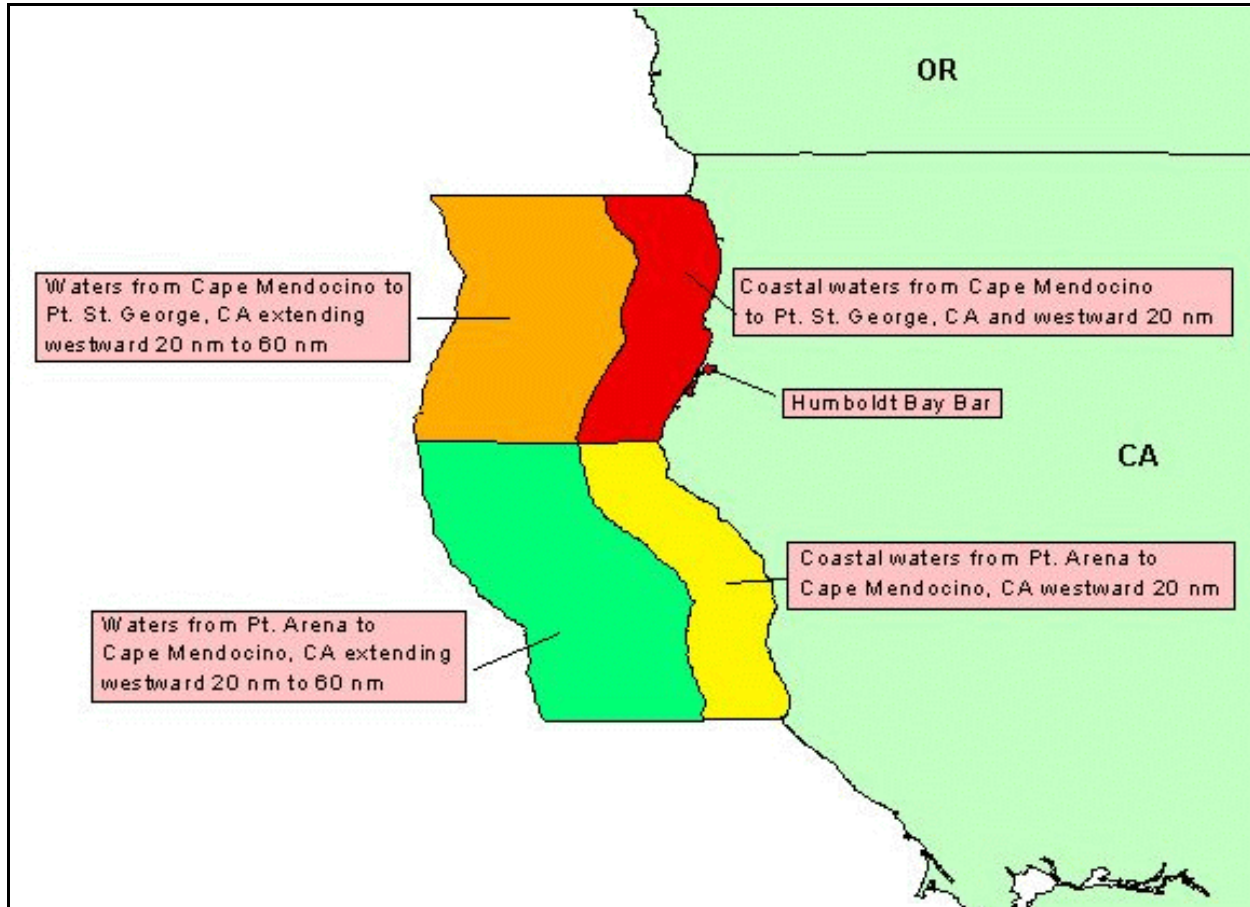 OR
Waters from Cape Mendocino to
Pt. St. George, CA extending
westward 20 nm to 60 nm
Coastal waters from Cape Mendocino
to Pt. St. George, CA and westward 20 nm
Humboldt Bay Bar
CA
Coastal waters from Pt. Arena to
Cape Mendocino, CA westward 20 nm
Waters from Pt. Arena to
Cape Mendocino, CA extending
westward 20 nm to 60 nm